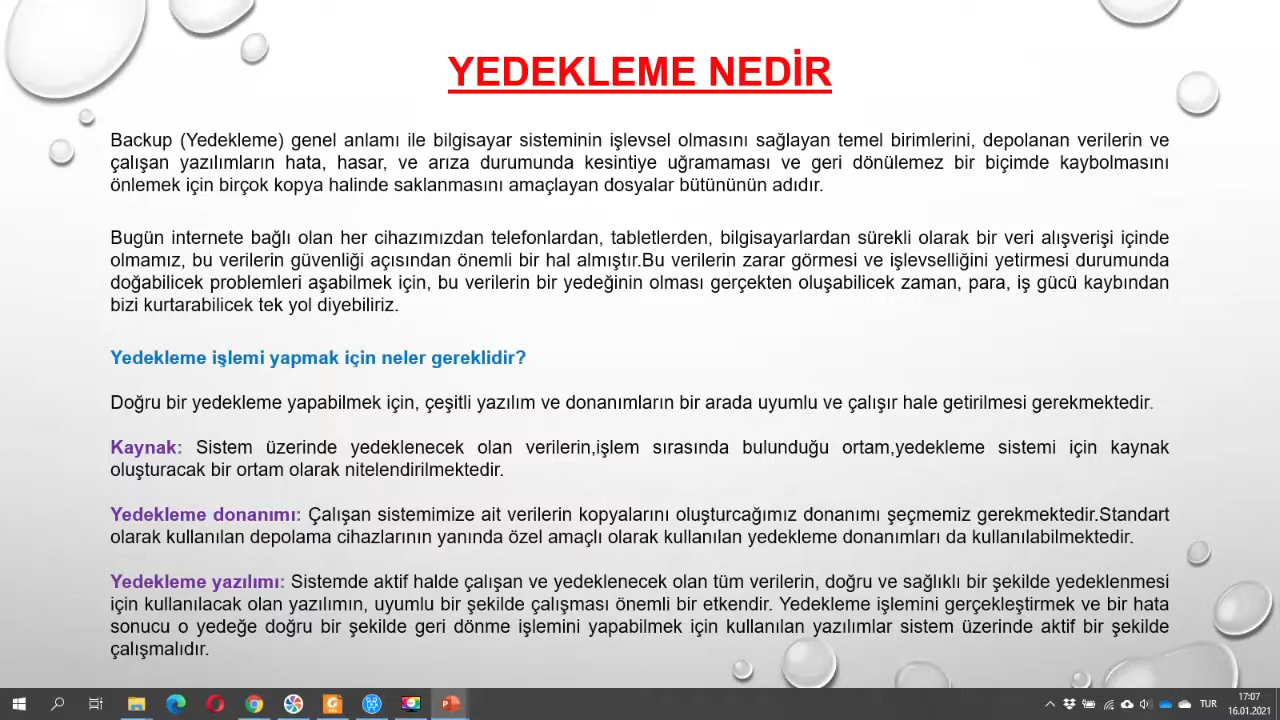 YEDEKLEME NEDİR
Backup (Yedekleme) genel anlamı ile bilgisayar sisteminin işlevsel olmasını sağlayan temel birimlerini, depolanan verilerin ve
çalışan yazılımların hata, hasar, ve arıza durumunda kesintiye uğramaması ve geri dönülemez bir biçimde kaybolmasını
önlemek için birçok kopya halinde saklanmasını amaçlayan dosyalar bütününün adıdır.
Bugün internete bağlı olan her cihazımızdan telefonlardan, tabletlerden, bilgisayarlardan sürekli olarak bir veri alışverişi içinde
olmamız, bu verilerin güvenliği açısından önemli bir hal almıştır.Bu verilerin zarar görmesi ve işlevselliğini yetirmesi durumunda
doğabilicek problemleri aşabilmek için, bu verilerin bir yedeğinin olması gerçekten oluşabilicek zaman, para, iş gücü kaybından
bizi kurtarabilicek tek yol diyebiliriz.
Yedekleme işlemi yapmak için neler gereklidir?
Doğru bir yedekleme yapabilmek için, çeşitli yazılım ve donanımların bir arada uyumlu ve çalışır hale getirilmesi gerekmektedir.
Kaynak: Sistem üzerinde yedeklenecek olan verilerin,işlem sırasında bulunduğu ortam,yedekleme sistemi için kaynak
oluşturacak bir ortam olarak nitelendirilmektedir.
Yedekleme donanımı: Çalışan sistemimize ait verilerin kopyalarını oluşturcağımız donanımı şeçmemiz gerekmektedir.Standart
olarak kullanılan depolama cihazlarının yanında özel amaçlı olarak kullanılan yedekleme donanımları da kullanılabilmektedir.
Yedekleme yazılımı: Sistemde aktif halde çalışan ve yedeklenecek olan tüm verilerin, doğru ve sağlıklı bir şekilde yedeklenmesi
için kullanılacak olan yazılımın, uyumlu bir şekilde çalışması önemli bir etkendir. Yedekleme işlemini gerçekleştirmek ve bir hata
sonucu o yedeğe doğru bir şekilde geri dönme işlemini yapabilmek için kullanılan yazılımlar sistem üzerinde aktif bir şekilde
çalışmalıdır.
TUR
17:07
16.01.2021